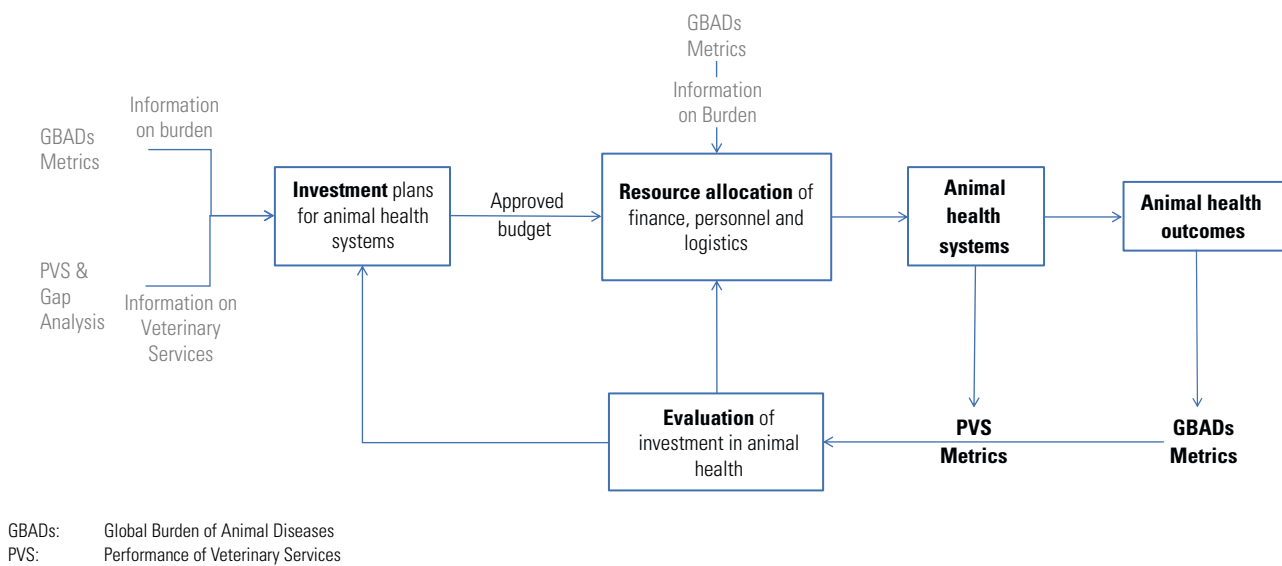 GBADs
Metrics
Information
on Burden
Information
on burden
GBADs
Metrics
Investment plans
for animal health
systems
Approved
budget
Resource allocation of
finance, personnel and
logistics
Animal
health
systems
Animal health
outcomes
PVS &
Gap
Analysis
Information on
Veterinary
Services
Evaluation of
investment in animal
health
PVS
Metrics
GBADs
Metrics
GBADs: Global Burden of Animal Diseases
PVS: Performance of Veterinary Services